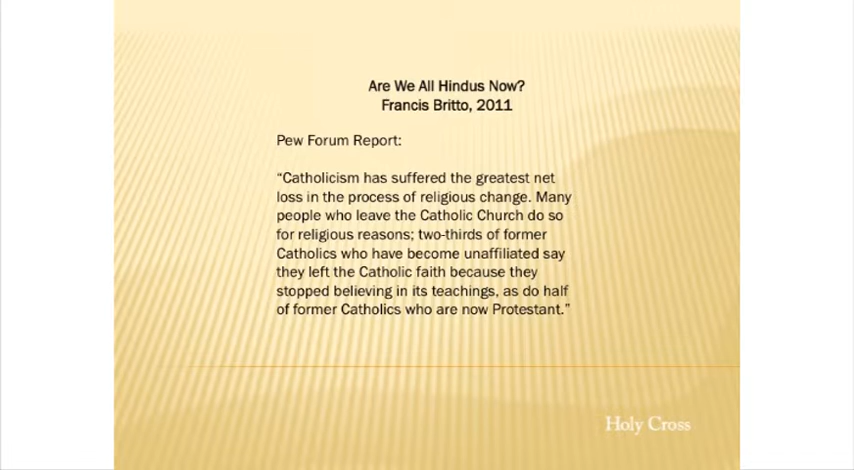 Are We All Hindus Now?
Francis Britto, 2011
Pew Forum Report:
“Catholicism has suffered the greatest net
loss in the process of religious change. Many
people who leave the Catholic Church do so
for religious reasons; two-thirds of former
Catholics who have become unaffiliated say
they left the Catholic faith because they
stopped believing in its teachings, as do half
of former Catholics who are now Protestant.”
Holy Cross